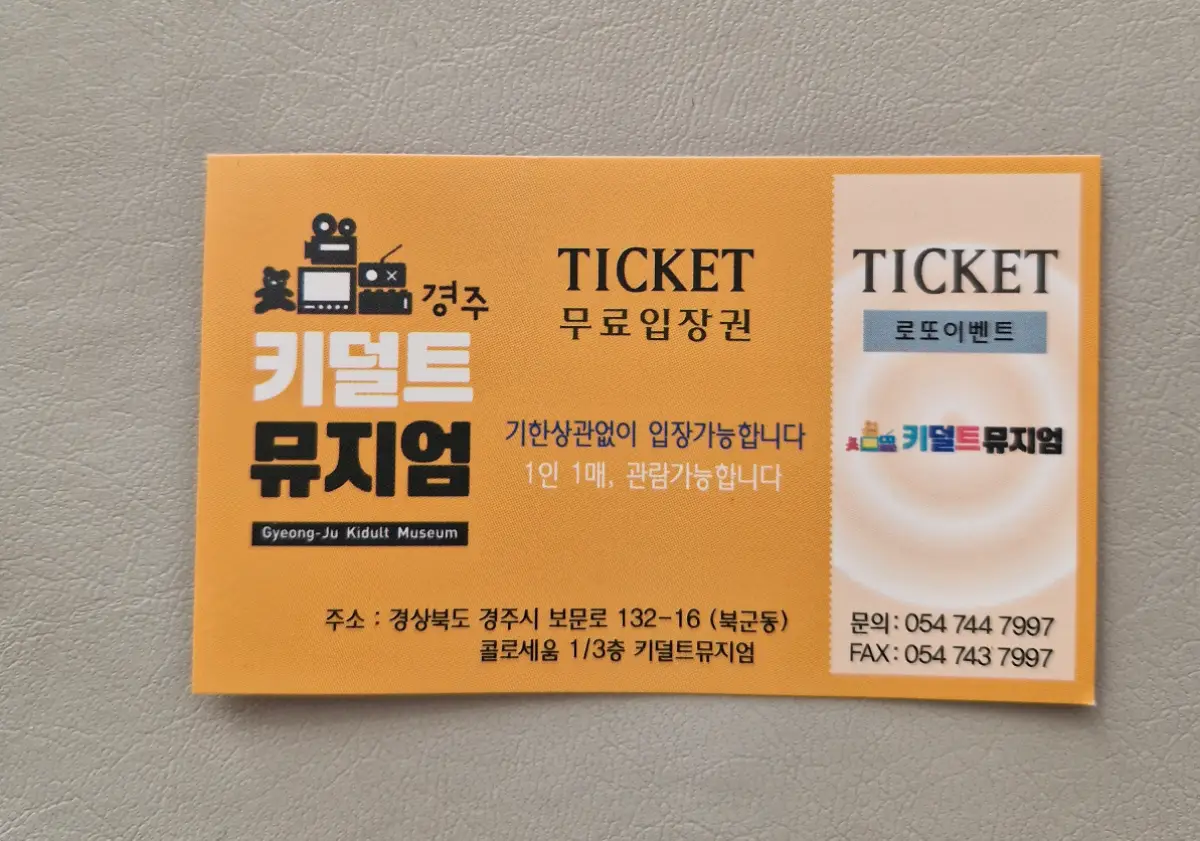 경주
키덜트
뮤지엄
Gyeong-Ju Kidult Museum
TICKET
무료입장권
기한상관없이 입장가능합니다
1인 1매, 관람가능합니다
주소 : 경상북도 경주시 보문로 132-16 (북군동)
콜로세움 1/3층 키덜트뮤지엄
TICKET
로또이벤트
키덜트뮤지엄
문의: 054 744 7997
FAX: 054 743 7997